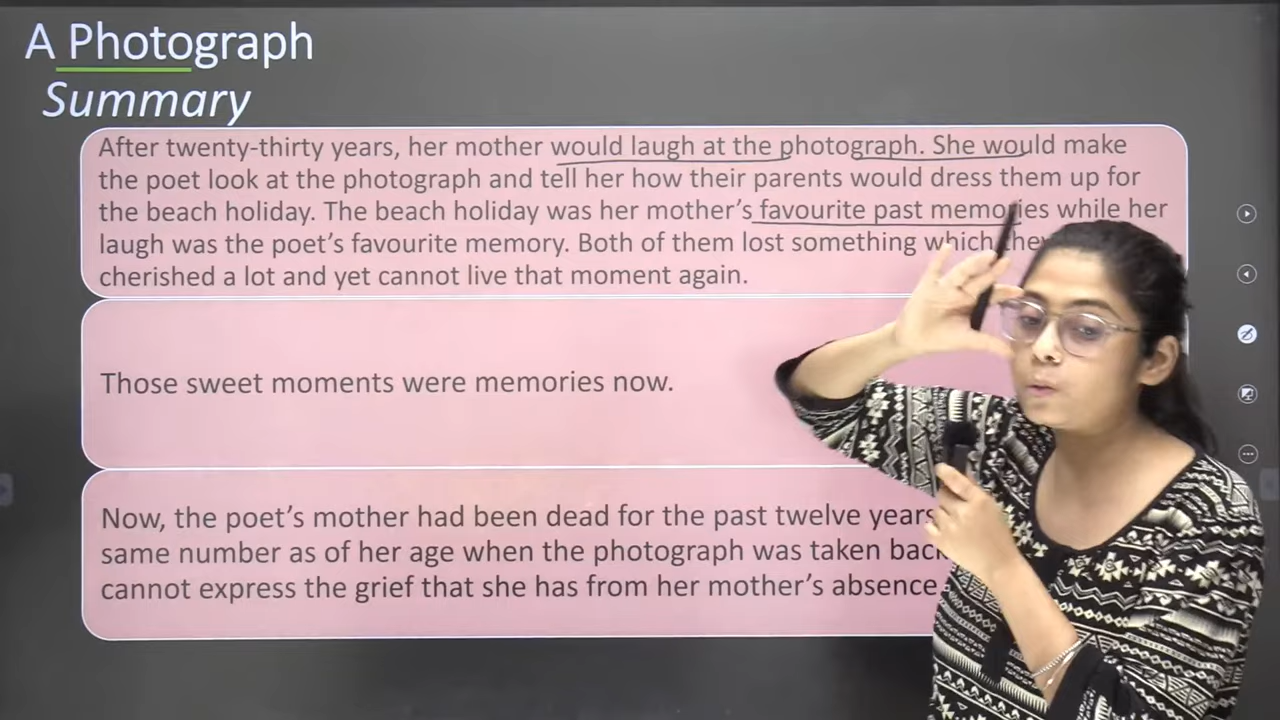 A Photograph
Summary
After twenty-thirty years, her mother would laugh at the photograph. She would make
the poet look at the photograph and tell her how their parents would dress them up for
the beach holiday. The beach holiday was her mother's favourite past memories while her
laugh was the poet's favourite memory. Both of them lost something which they
cherished a lot and yet cannot live that moment again.
Those sweet moments were memories now.
Now, the poet's mother had been dead for the past twelve years
same number as of her age when the photograph was taken back
cannot express the grief that she has from her mother's absence